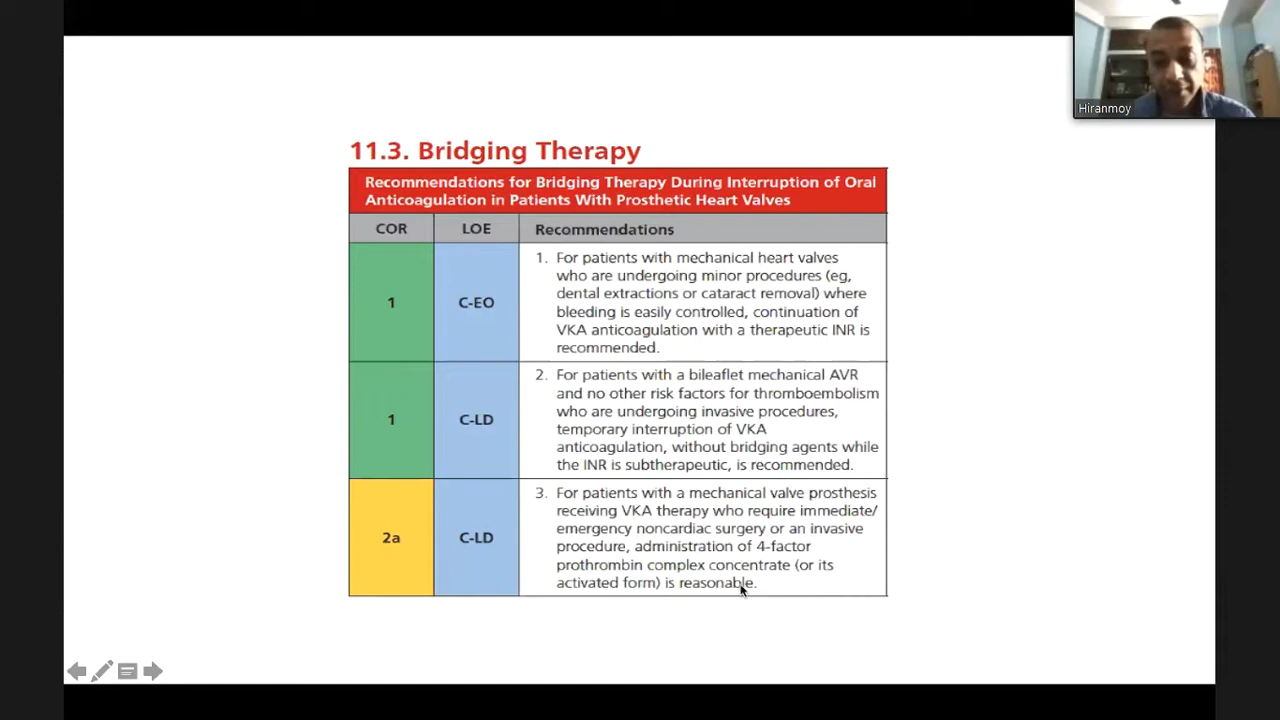 Hiranmoy
11.3. Bridging Therapy
Recommendations for Bridging Therapy During Interruption of Oral
Anticoagulation in Patients With Prosthetic Heart Valves
COR LOE Recommendations
1 C-EO 1. For patients with mechanical heart valves
who are undergoing minor procedures (eg,
dental extractions or cataract removal) where
bleeding is easily controlled, continuation of
VKA anticoagulation with a therapeutic INR is
recommended.
1 C-LD 2. For patients with a bileaflet mechanical AVR
and no other risk factors for thromboembolism
who are undergoing invasive procedures,
temporary interruption of VKA
anticoagulation, without bridging agents while
the INR is subtherapeutic, is recommended.
2a C-LD 3. For patients with a mechanical valve prosthesis
receiving VKA therapy who require immediate/
emergency noncardiac surgery or an invasive
procedure, administration of 4-factor
prothrombin complex concentrate (or its
activated form) is reasonable.